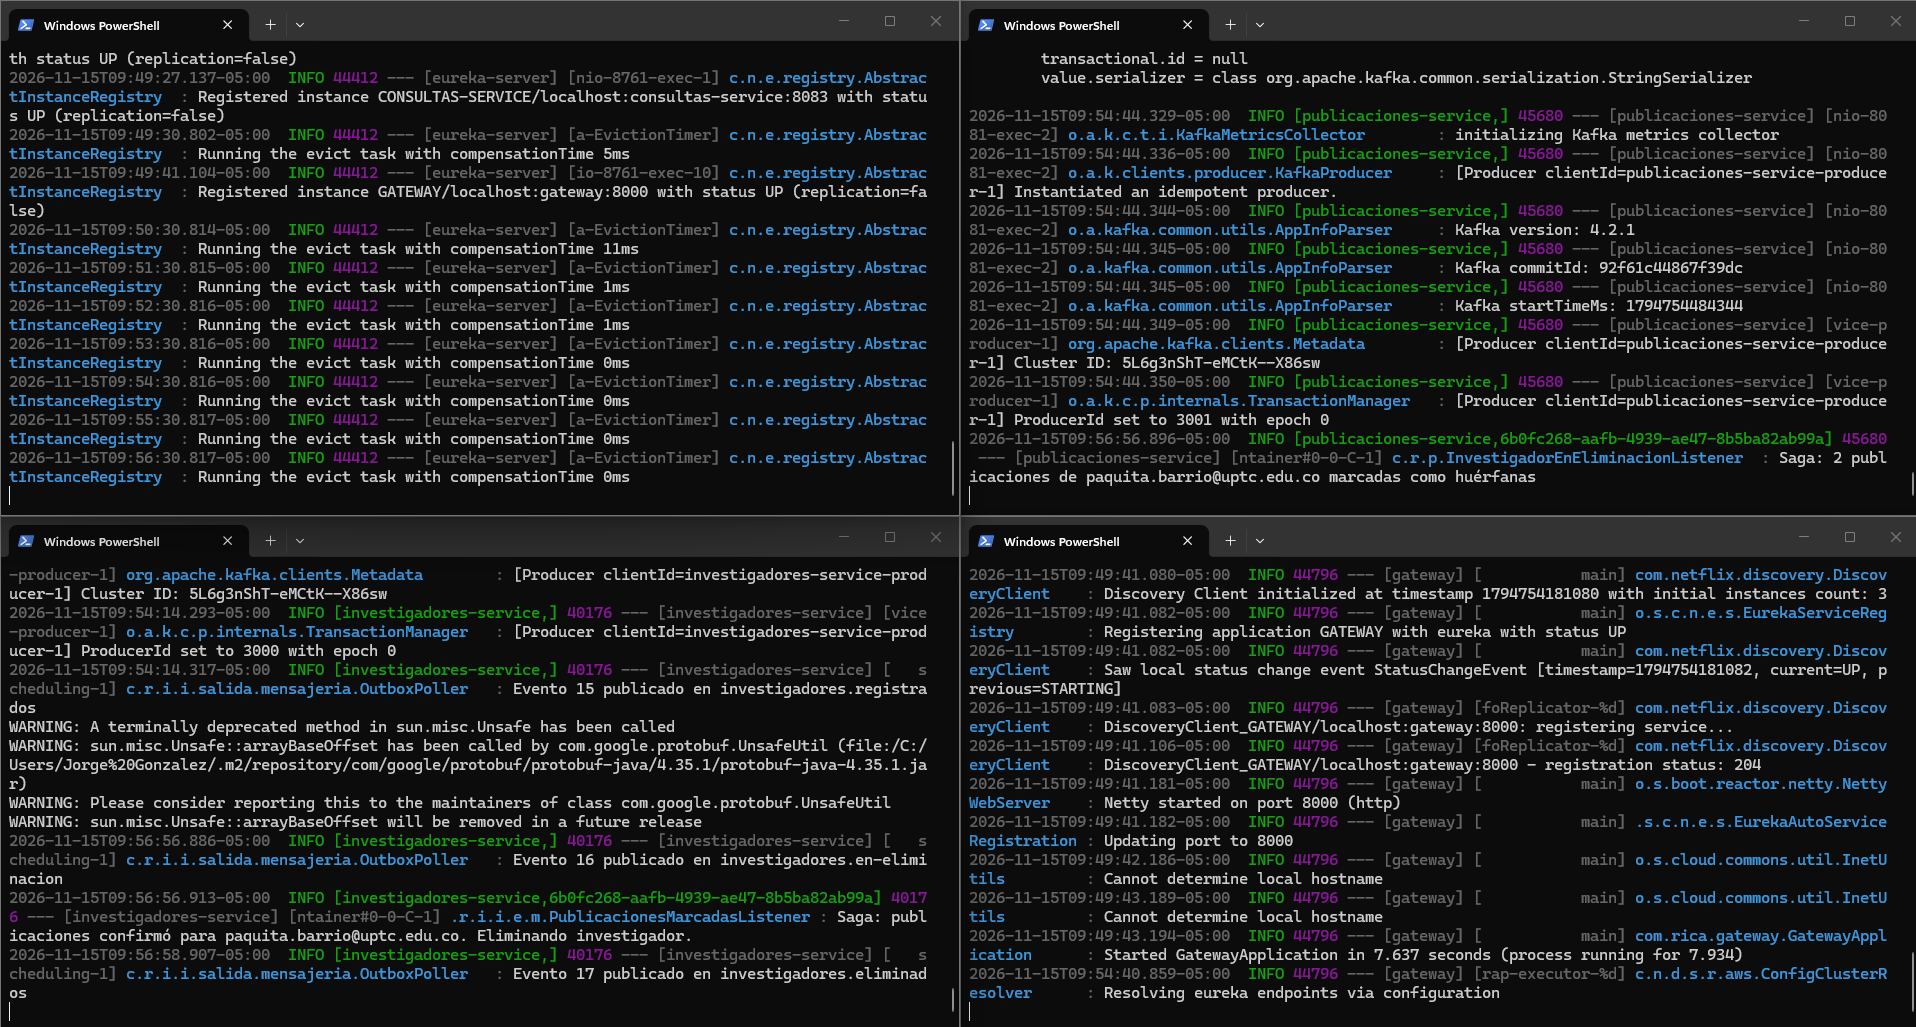 Windows PowerShell
th status UP (replication=false)
2026-11-15T09:49:27.137-05:00  INFO 44412 --- [eureka-server] [nio-8761-exec-1] c.n.e.registry.Abstrac
tInstanceRegistry  : Registered instance CONSULTAS-SERVICE/localhost:consultas-service:8083 with statu
s UP (replication=false)
2026-11-15T09:49:30.802-05:00  INFO 44412 --- [eureka-server] [a-EvictionTimer] c.n.e.registry.Abstrac
tInstanceRegistry  : Running the evict task with compensationTime 5ms
2026-11-15T09:49:41.104-05:00  INFO 44412 --- [eureka-server] [io-8761-exec-10] c.n.e.registry.Abstrac
tInstanceRegistry  : Registered instance GATEWAY/localhost:gateway:8000 with status UP (replication=fa
lse)
2026-11-15T09:50:30.814-05:00  INFO 44412 --- [eureka-server] [a-EvictionTimer] c.n.e.registry.Abstrac
tInstanceRegistry  : Running the evict task with compensationTime 11ms
2026-11-15T09:51:30.815-05:00  INFO 44412 --- [eureka-server] [a-EvictionTimer] c.n.e.registry.Abstrac
tInstanceRegistry  : Running the evict task with compensationTime 1ms
2026-11-15T09:52:30.816-05:00  INFO 44412 --- [eureka-server] [a-EvictionTimer] c.n.e.registry.Abstrac
tInstanceRegistry  : Running the evict task with compensationTime 1ms
2026-11-15T09:53:30.816-05:00  INFO 44412 --- [eureka-server] [a-EvictionTimer] c.n.e.registry.Abstrac
tInstanceRegistry  : Running the evict task with compensationTime 0ms
2026-11-15T09:54:30.816-05:00  INFO 44412 --- [eureka-server] [a-EvictionTimer] c.n.e.registry.Abstrac
tInstanceRegistry  : Running the evict task with compensationTime 0ms
2026-11-15T09:55:30.817-05:00  INFO 44412 --- [eureka-server] [a-EvictionTimer] c.n.e.registry.Abstrac
tInstanceRegistry  : Running the evict task with compensationTime 0ms
2026-11-15T09:56:30.817-05:00  INFO 44412 --- [eureka-server] [a-EvictionTimer] c.n.e.registry.Abstrac
tInstanceRegistry  : Running the evict task with compensationTime 0ms
Windows PowerShell
transactional.id = null
value.serializer = class org.apache.kafka.common.serialization.StringSerializer
2026-11-15T09:54:44.329-05:00  INFO [publicaciones-service,] 45680 --- [publicaciones-service] [nio-80
81-exec-2] o.a.k.c.t.i.KafkaMetricsCollector        : initializing Kafka metrics collector
2026-11-15T09:54:44.336-05:00  INFO [publicaciones-service,] 45680 --- [publicaciones-service] [nio-80
81-exec-2] o.a.k.clients.producer.KafkaProducer     : [Producer clientId=publicaciones-service-produce
r-1] Instantiated an idempotent producer.
2026-11-15T09:54:44.344-05:00  INFO [publicaciones-service,] 45680 --- [publicaciones-service] [nio-80
81-exec-2] o.a.kafka.common.utils.AppInfoParser     : Kafka version: 4.2.1
2026-11-15T09:54:44.345-05:00  INFO [publicaciones-service,] 45680 --- [publicaciones-service] [nio-80
81-exec-2] o.a.kafka.common.utils.AppInfoParser     : Kafka commitId: 92f61c44867f39dc
2026-11-15T09:54:44.345-05:00  INFO [publicaciones-service,] 45680 --- [publicaciones-service] [nio-80
81-exec-2] o.a.kafka.common.utils.AppInfoParser     : Kafka startTimeMs: 1794754484344
2026-11-15T09:54:44.349-05:00  INFO [publicaciones-service,] 45680 --- [publicaciones-service] [vice-p
roducer-1] org.apache.kafka.clients.Metadata        : [Producer clientId=publicaciones-service-produce
r-1] Cluster ID: 5L6g3nShT-eMCtK--X86sw
2026-11-15T09:54:44.350-05:00  INFO [publicaciones-service,] 45680 --- [publicaciones-service] [vice-p
roducer-1] o.a.k.c.p.internals.TransactionManager   : [Producer clientId=publicaciones-service-produce
r-1] ProducerId set to 3001 with epoch 0
2026-11-15T09:56:56.896-05:00  INFO [publicaciones-service,6b0fc268-aafb-4939-ae47-8b5ba82ab99a] 45680
 --- [publicaciones-service] [ntainer#0-0-C-1] c.r.p.InvestigadorEnEliminacionListener  : Saga: 2 publ
icaciones de paquita.barrio@uptc.edu.co marcadas como huérfanas
Windows PowerShell
-producer-1] org.apache.kafka.clients.Metadata        : [Producer clientId=investigadores-service-prod
ucer-1] Cluster ID: 5L6g3nShT-eMCtK--X86sw
2026-11-15T09:54:14.293-05:00  INFO [investigadores-service,] 40176 --- [investigadores-service] [vice
-producer-1] o.a.k.c.p.internals.TransactionManager   : [Producer clientId=investigadores-service-prod
ucer-1] ProducerId set to 3000 with epoch 0
2026-11-15T09:54:14.317-05:00  INFO [investigadores-service,] 40176 --- [investigadores-service] [   s
cheduling-1] c.r.i.i.salida.mensajeria.OutboxPoller   : Evento 15 publicado en investigadores.registra
dos
WARNING: A terminally deprecated method in sun.misc.Unsafe has been called
WARNING: sun.misc.Unsafe::arrayBaseOffset has been called by com.google.protobuf.UnsafeUtil (file:/C:/
Users/Jorge%20Gonzalez/.m2/repository/com/google/protobuf/protobuf-java/4.35.1/protobuf-java-4.35.1.ja
r)
WARNING: Please consider reporting this to the maintainers of class com.google.protobuf.UnsafeUtil
WARNING: sun.misc.Unsafe::arrayBaseOffset will be removed in a future release
2026-11-15T09:56:56.886-05:00  INFO [investigadores-service,] 40176 --- [investigadores-service] [   s
cheduling-1] c.r.i.i.salida.mensajeria.OutboxPoller   : Evento 16 publicado en investigadores.en-elimi
nacion
2026-11-15T09:56:56.913-05:00  INFO [investigadores-service,6b0fc268-aafb-4939-ae47-8b5ba82ab99a] 4017
6 --- [investigadores-service] [ntainer#0-0-C-1] .r.i.i.e.m.PublicacionesMarcadasListener : Saga: publ
icaciones confirmó para paquita.barrio@uptc.edu.co. Eliminando investigador.
2026-11-15T09:56:58.907-05:00  INFO [investigadores-service,] 40176 --- [investigadores-service] [   s
cheduling-1] c.r.i.i.salida.mensajeria.OutboxPoller   : Evento 17 publicado en investigadores.eliminad
os
Windows PowerShell
2026-11-15T09:49:41.080-05:00  INFO 44796 --- [gateway] [           main] com.netflix.discovery.Discov
eryClient    : Discovery Client initialized at timestamp 1794754181080 with initial instances count: 3
2026-11-15T09:49:41.082-05:00  INFO 44796 --- [gateway] [           main] o.s.c.n.e.s.EurekaServiceReg
istry        : Registering application GATEWAY with eureka with status UP
2026-11-15T09:49:41.082-05:00  INFO 44796 --- [gateway] [           main] com.netflix.discovery.Discov
eryClient    : Saw local status change event StatusChangeEvent [timestamp=1794754181082, current=UP, p
revious=STARTING]
2026-11-15T09:49:41.083-05:00  INFO 44796 --- [gateway] [foReplicator-%d] com.netflix.discovery.Discov
eryClient    : DiscoveryClient_GATEWAY/localhost:gateway:8000: registering service...
2026-11-15T09:49:41.106-05:00  INFO 44796 --- [gateway] [foReplicator-%d] com.netflix.discovery.Discov
eryClient    : DiscoveryClient_GATEWAY/localhost:gateway:8000 - registration status: 204
2026-11-15T09:49:41.181-05:00  INFO 44796 --- [gateway] [           main] o.s.boot.reactor.netty.Netty
WebServer    : Netty started on port 8000 (http)
2026-11-15T09:49:41.182-05:00  INFO 44796 --- [gateway] [           main] .s.c.n.e.s.EurekaAutoService
Registration : Updating port to 8000
2026-11-15T09:49:42.186-05:00  INFO 44796 --- [gateway] [           main] o.s.cloud.commons.util.InetU
tils         : Cannot determine local hostname
2026-11-15T09:49:43.189-05:00  INFO 44796 --- [gateway] [           main] o.s.cloud.commons.util.InetU
tils         : Cannot determine local hostname
2026-11-15T09:49:43.194-05:00  INFO 44796 --- [gateway] [           main] com.rica.gateway.GatewayAppl
ication      : Started GatewayApplication in 7.637 seconds (process running for 7.934)
2026-11-15T09:54:40.859-05:00  INFO 44796 --- [gateway] [rap-executor-%d] c.n.d.s.r.aws.ConfigClusterR
esolver      : Resolving eureka endpoints via configuration